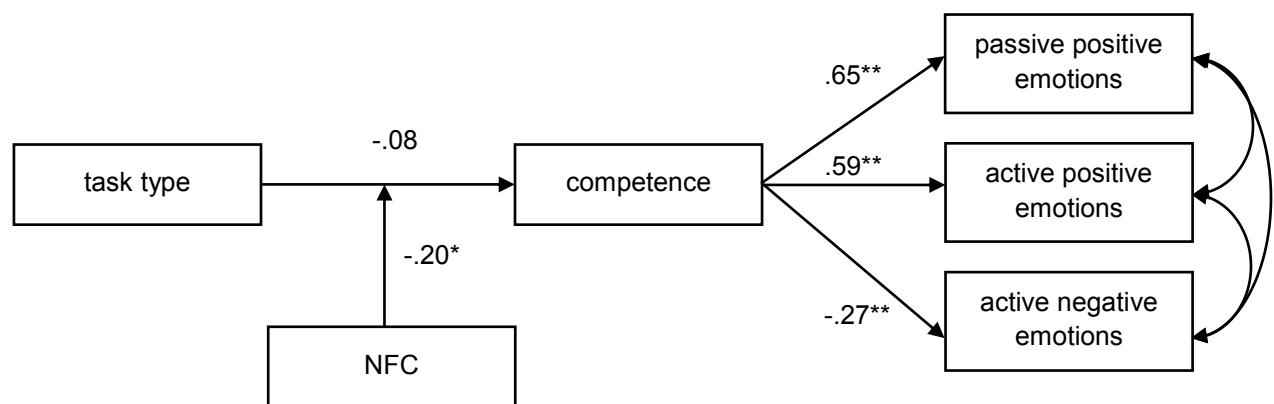 passive positive
emotions
.65**
-.08
task type
competence
.59**
active positive
emotions
-.20*
-.27**
active negative
emotions
NFC